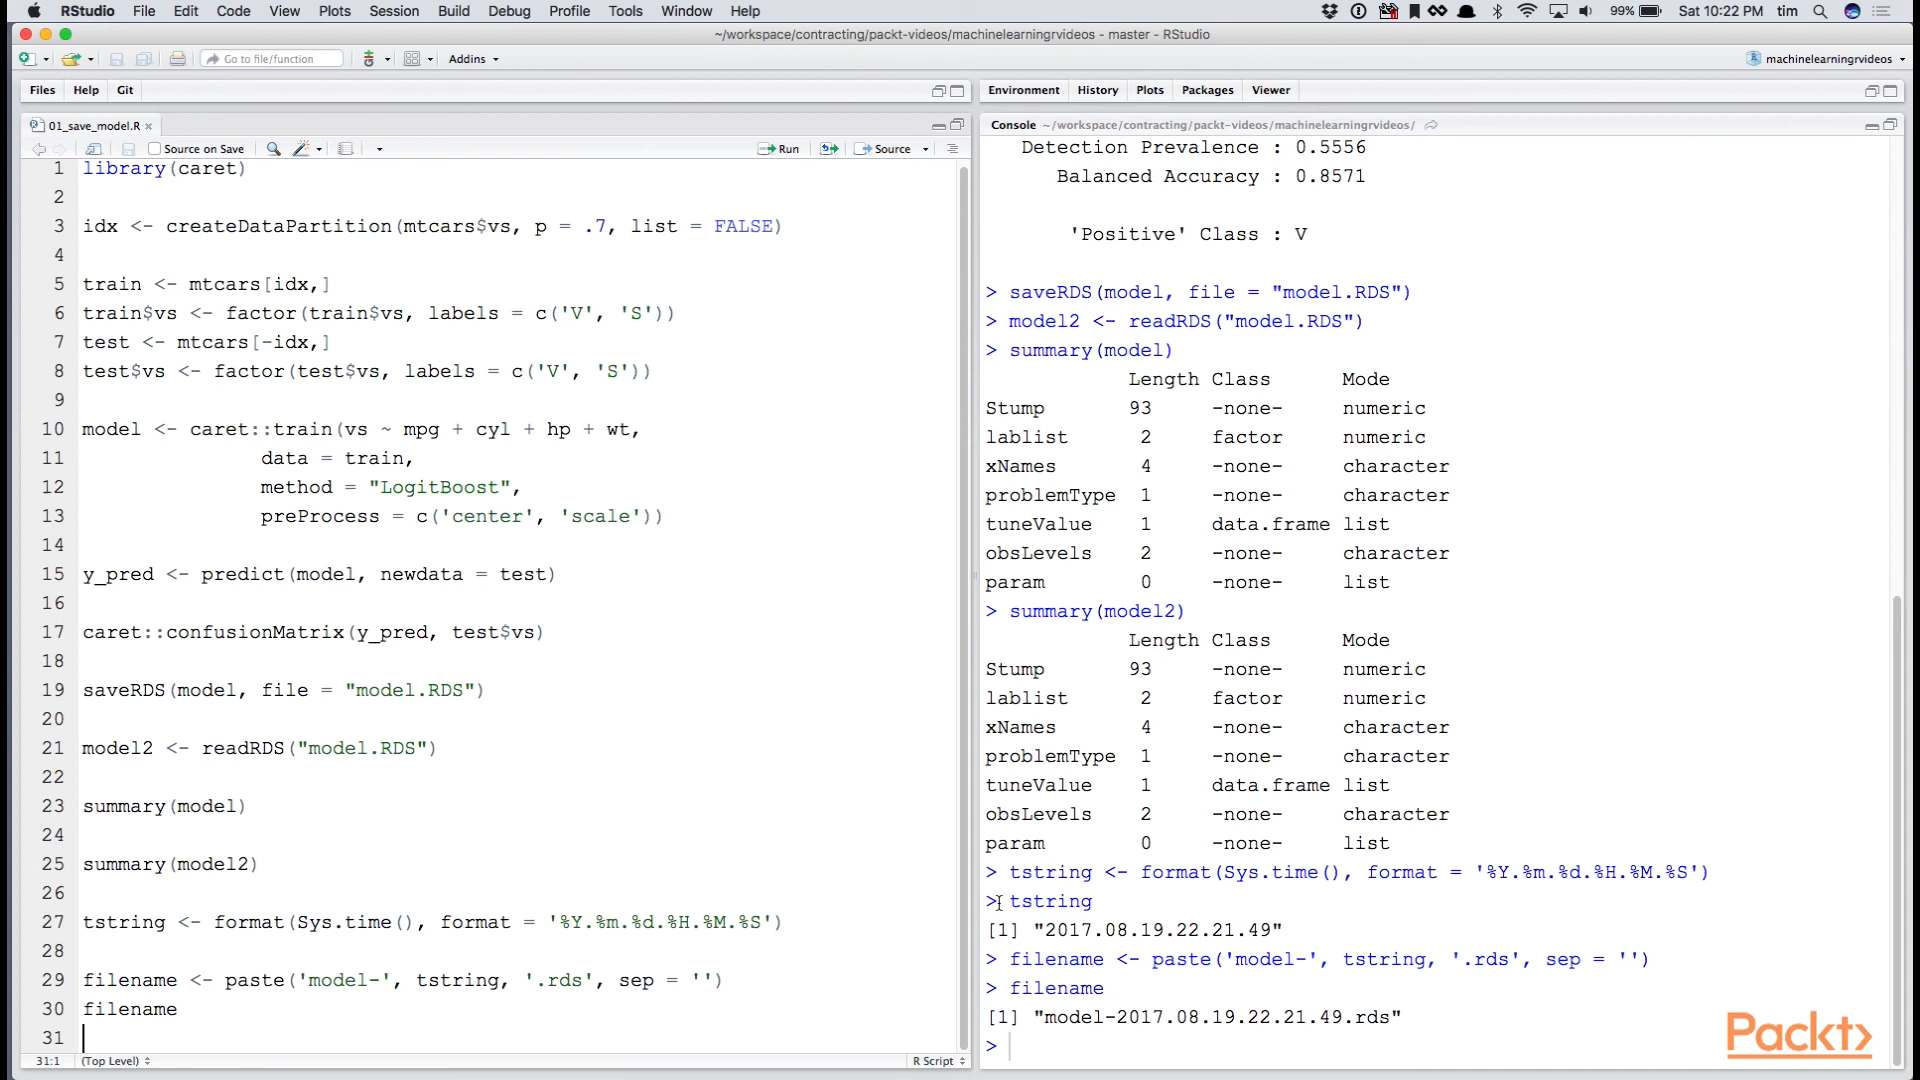 RStudio File Edit Code View Plots Session Build Debug Profile Tools Window Help 99% Sat 10:22 PM tim
~/workspace/contracting/packt-videos/machinelearningrvideos - master - RStudio
Go to file/function Addins machinelearningrvideos
Files Help Git
01_save_model.R
Source on Save Run Source
1 library(caret)
2
3 idx <- createDataPartition(mtcars$vs, p = .7, list = FALSE)
4
5 train <- mtcars[idx,]
6 train$vs <- factor(train$vs, labels = c('V', 'S'))
7 test <- mtcars[-idx,]
8 test$vs <- factor(test$vs, labels = c('V', 'S'))
9
10 model <- caret::train(vs ~ mpg + cyl + hp + wt,
11 data = train,
12 method = "LogitBoost",
13 preProcess = c('center', 'scale'))
14
15 y_pred <- predict(model, newdata = test)
16
17 caret::confusionMatrix(y_pred, test$vs)
18
19 saveRDS(model, file = "model.RDS")
20
21 model2 <- readRDS("model.RDS")
22
23 summary(model)
24
25 summary(model2)
26
27 tstring <- format(Sys.time(), format = '%Y.%m.%d.%H.%M.%S')
28
29 filename <- paste('model-', tstring, '.rds', sep = '')
30 filename
31
31:1 (Top Level) R Script
Environment History Plots Packages Viewer
Console ~/workspace/contracting/packt-videos/machinelearningrvideos/
Detection Prevalence : 0.5556
Balanced Accuracy : 0.8571
'Positive' Class : V
> saveRDS(model, file = "model.RDS")
> model2 <- readRDS("model.RDS")
> summary(model)
Length Class Mode
Stump 93 -none- numeric
lablist 2 factor numeric
xNames 4 -none- character
problemType 1 -none- character
tuneValue 1 data.frame list
obsLevels 2 -none- character
param 0 -none- list
> summary(model2)
Length Class Mode
Stump 93 -none- numeric
lablist 2 factor numeric
xNames 4 -none- character
problemType 1 -none- character
tuneValue 1 data.frame list
obsLevels 2 -none- character
param 0 -none- list
> tstring <- format(Sys.time(), format = '%Y.%m.%d.%H.%M.%S')
> tstring
[1] "2017.08.19.22.21.49"
> filename <- paste('model-', tstring, '.rds', sep = '')
> filename
[1] "model-2017.08.19.22.21.49.rds"
>
Packt>